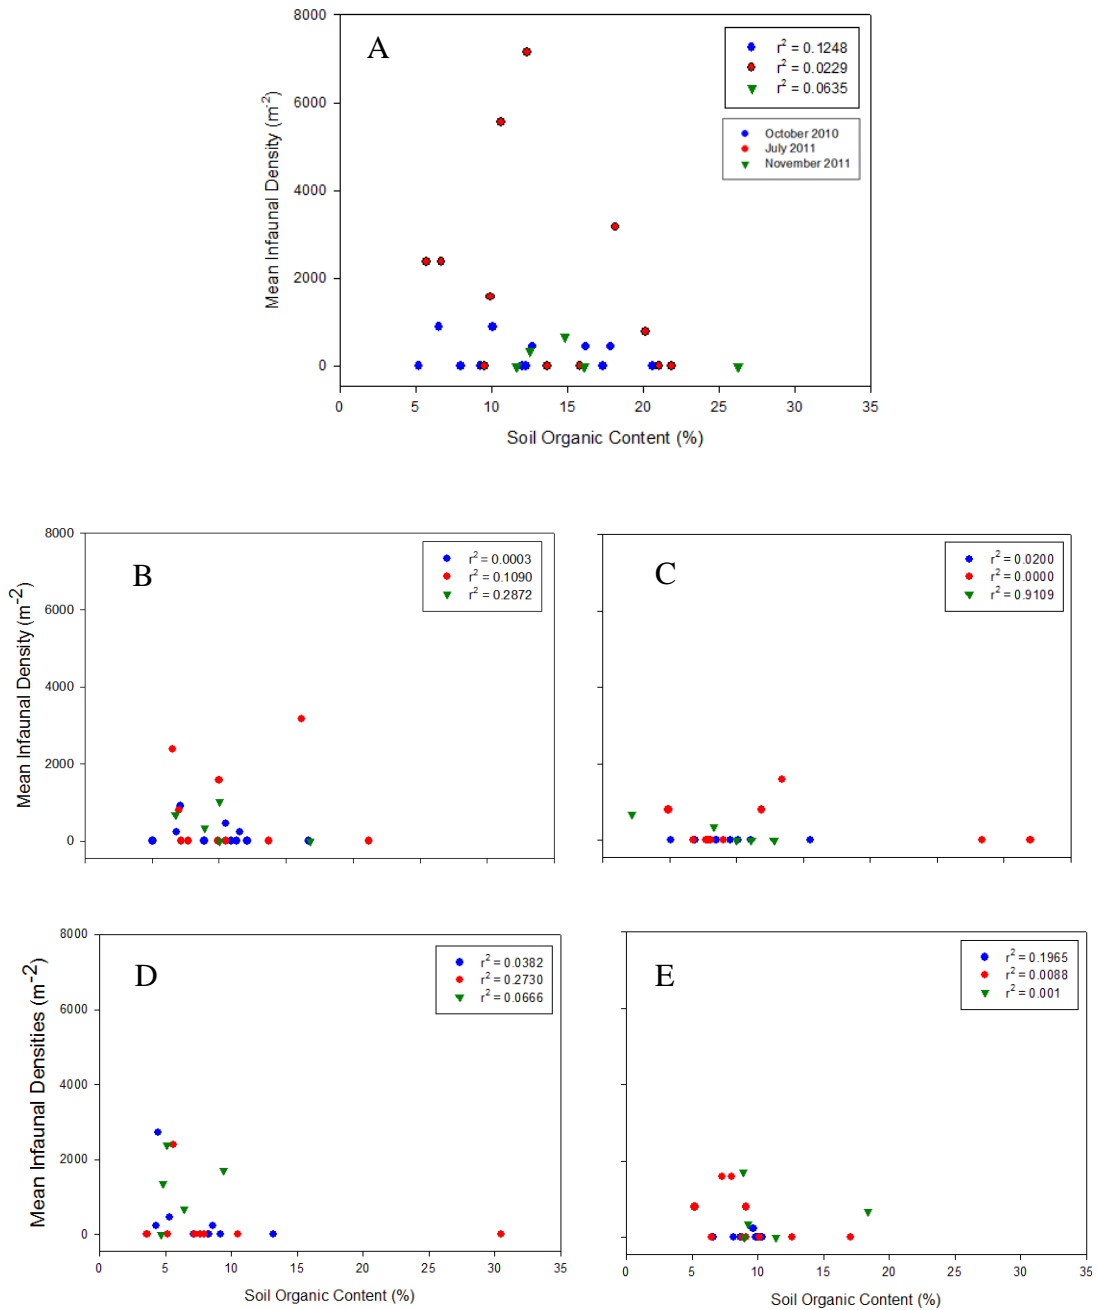 8000
A
r² = 0.1248
r² = 0.0229
r² = 0.0635
6000
October 2010
July 2011
November 2011
4000
2000
0
Mean Infaunal Density (m⁻²)
0 5 10 15 20 25 30 35
Soil Organic Content (%)
8000
B
r² = 0.0003
r² = 0.1090
r² = 0.2872
6000
4000
2000
0
Mean Infaunal Density (m⁻²)
C
r² = 0.0200
r² = 0.0000
r² = 0.9109
8000
D
r² = 0.0382
r² = 0.2730
r² = 0.0666
6000
4000
2000
0
Mean Infaunal Densities (m⁻²)
0 5 10 15 20 25 30 35
Soil Organic Content (%)
E
r² = 0.1965
r² = 0.0088
r² = 0.001
0 5 10 15 20 25 30 35
Soil Organic Content (%)